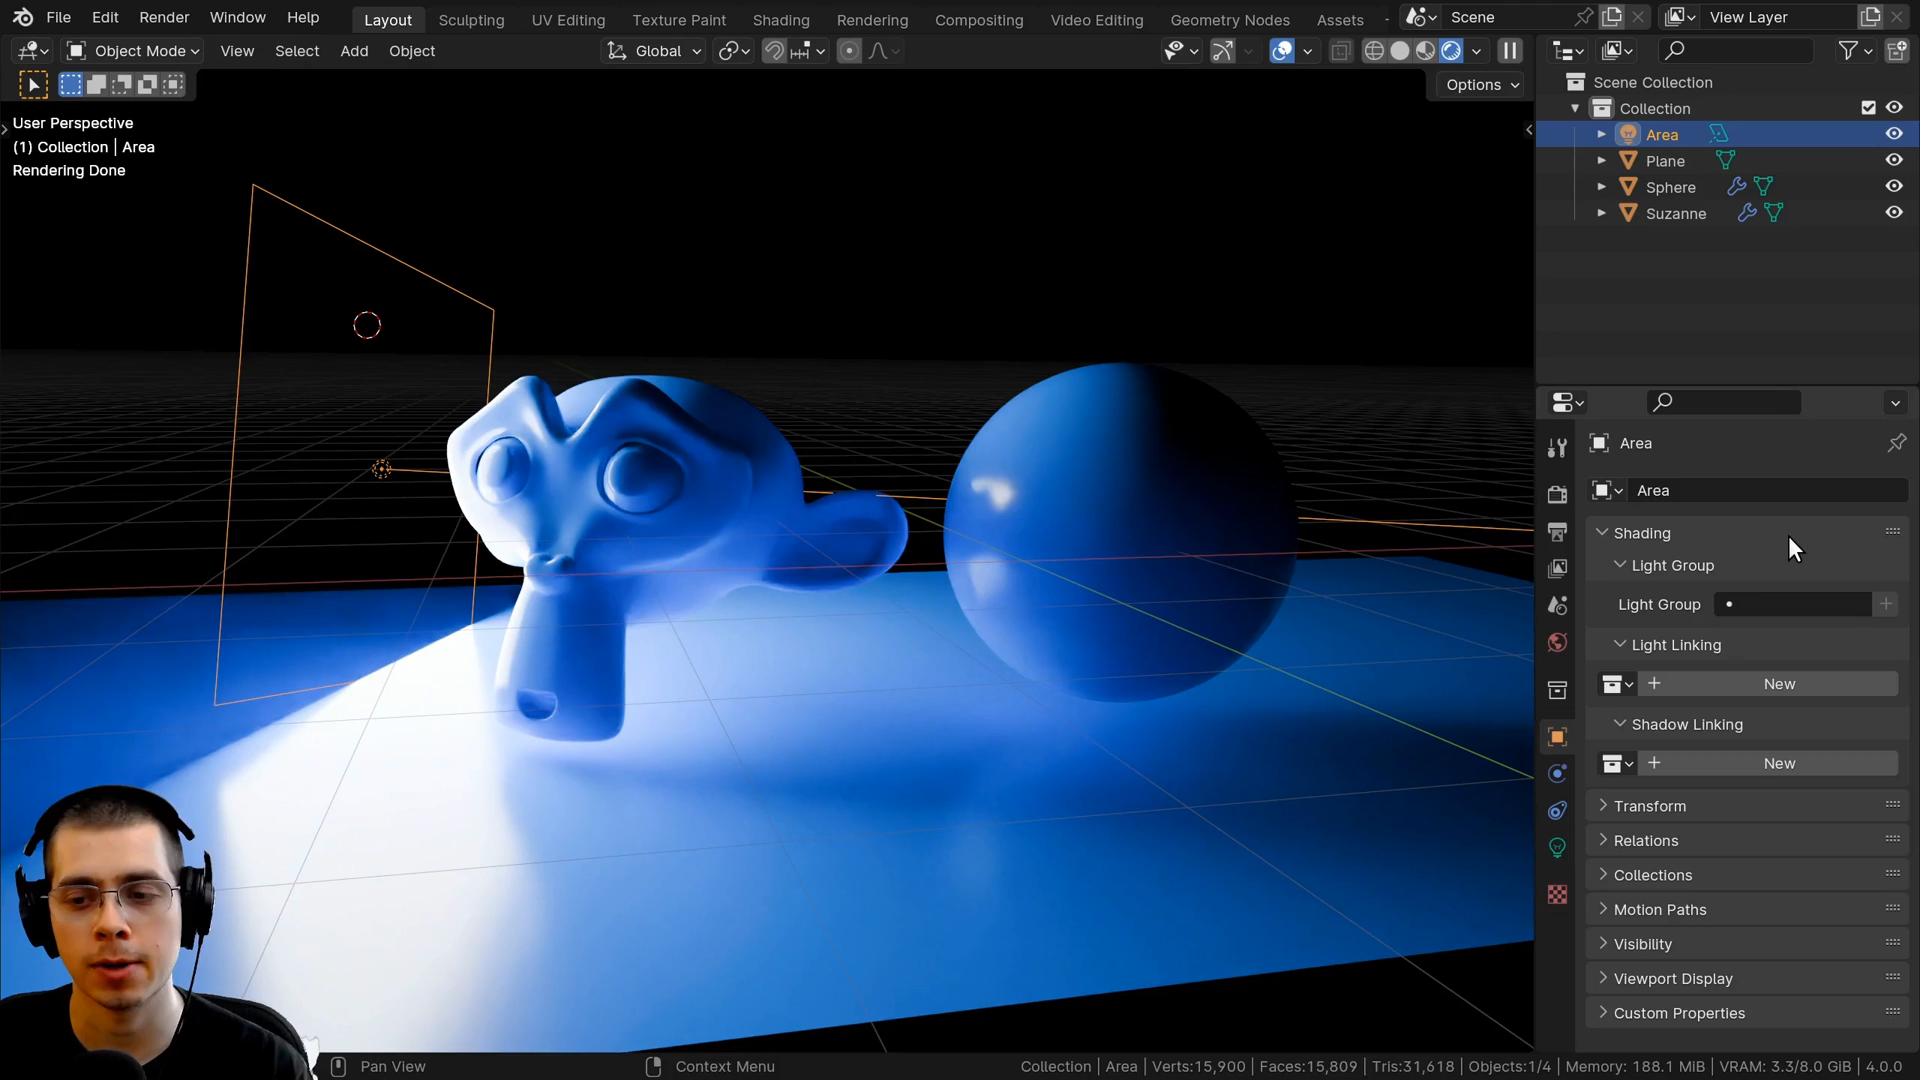 File Edit Render Window Help Layout Sculpting UV Editing Texture Paint Shading Rendering Compositing Video Editing Geometry Nodes Assets Scene View Layer
Object Mode View Select Add Object Global
Options
User Perspective
(1) Collection | Area
Rendering Done
Scene Collection
Collection
Area
Plane
Sphere
Suzanne
Area
Area
Shading
Light Group
Light Group
Light Linking
New
Shadow Linking
New
Transform
Relations
Collections
Motion Paths
Visibility
Viewport Display
Custom Properties
Pan View Context Menu Collection | Area | Verts:15,900 | Faces:15,809 | Tris:31,618 | Objects:1/4 | Memory: 188.1 MiB | VRAM: 3.3/8.0 GiB | 4.0.0